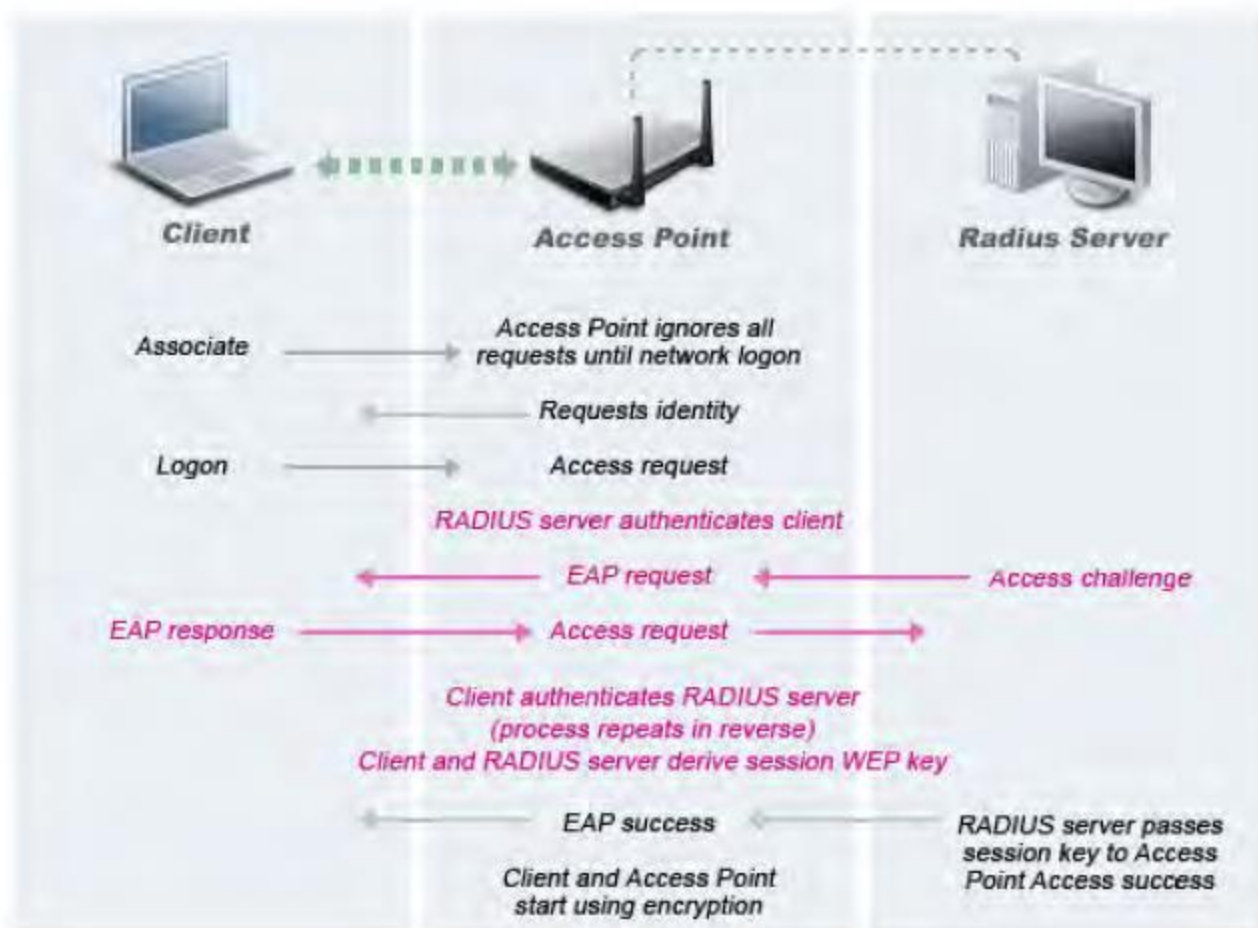 Client
Access Point
Radius Server
Associate
Access Point ignores all
requests until network logon
Requests identity
Logon
Access request
RADIUS server authenticates client
EAP request
Access challenge
EAP response
Access request
Client authenticates RADIUS server
(process repeats in reverse)
Client and RADIUS server derive session WEP key
EAP success
RADIUS server passes
session key to Access
Point Access success
Client and Access Point
start using encryption